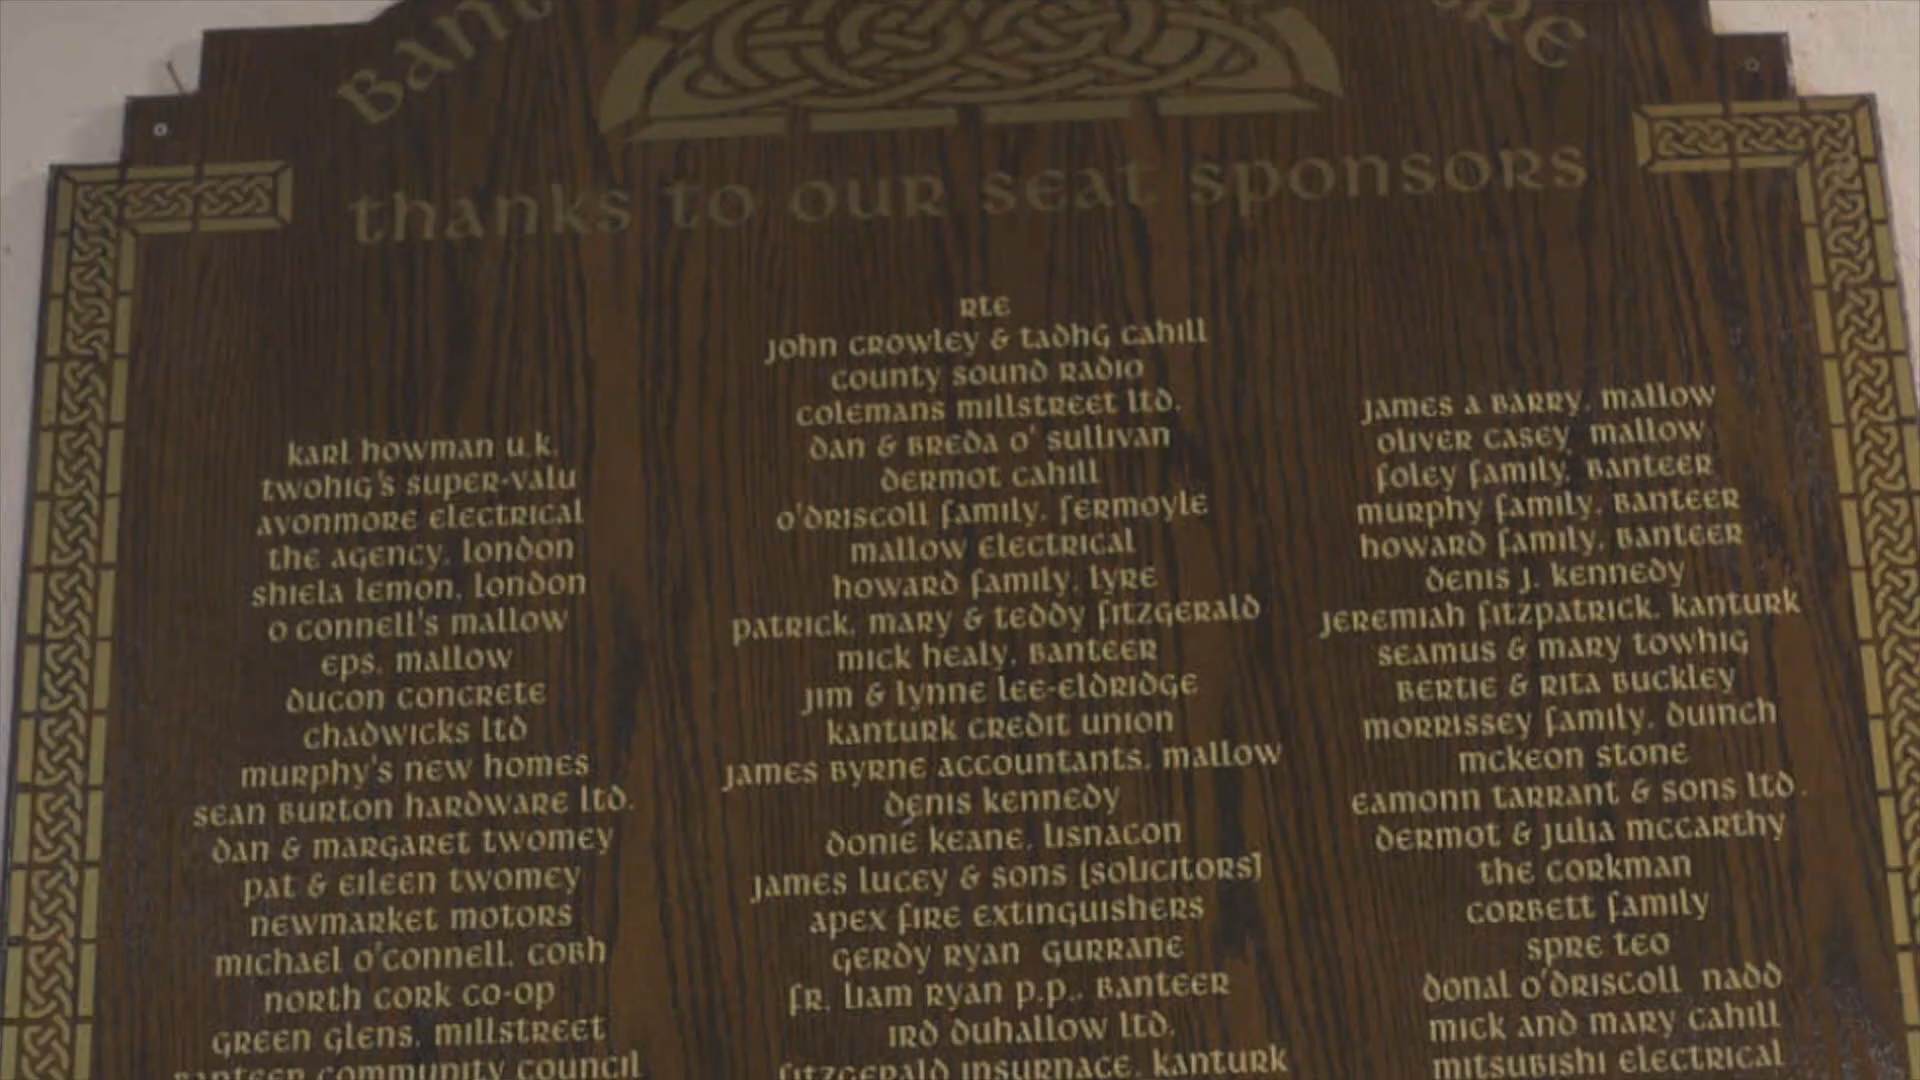 Bant
re
thanks to our seat sponsors
karl howman u.k.
twohig's super-valu
avonmore electrical
the agency, london
shiela lemon, london
o connell's mallow
eps, mallow
ducon concrete
chadwicks ltd
murphy's new homes
sean burton hardware ltd.
dan & margaret twomey
pat & eileen twomey
newmarket motors
michael o'connell, cobh
north cork co-op
green glens, millstreet
banteer community council
rte
john crowley & tadhg cahill
county sound radio
colemans millstreet ltd.
dan & breda o' sullivan
dermot cahill
o'driscoll family, fermoyle
mallow electrical
howard family, lyre
patrick, mary & teddy fitzgerald
mick healy, banteer
jim & lynne lee-eldridge
kanturk credit union
james byrne accountants, mallow
denis kennedy
donie keane, lisnacon
james lucey & sons [solicitors]
apex fire extinguishers
gerdy ryan gurrane
fr. liam ryan p.p., banteer
ird duhallow ltd.
fitzgerald insurnace, kanturk
james a barry, mallow
oliver casey, mallow
foley family, banteer
murphy family, banteer
howard family, banteer
denis j. kennedy
jeremiah fitzpatrick, kanturk
seamus & mary towhig
bertie & rita buckley
morrissey family, duinch
mckeon stone
eamonn tarrant & sons ltd.
dermot & julia mccarthy
the corkman
corbett family
spre teo
donal o'driscoll nadd
mick and mary cahill
mitsubishi electrical